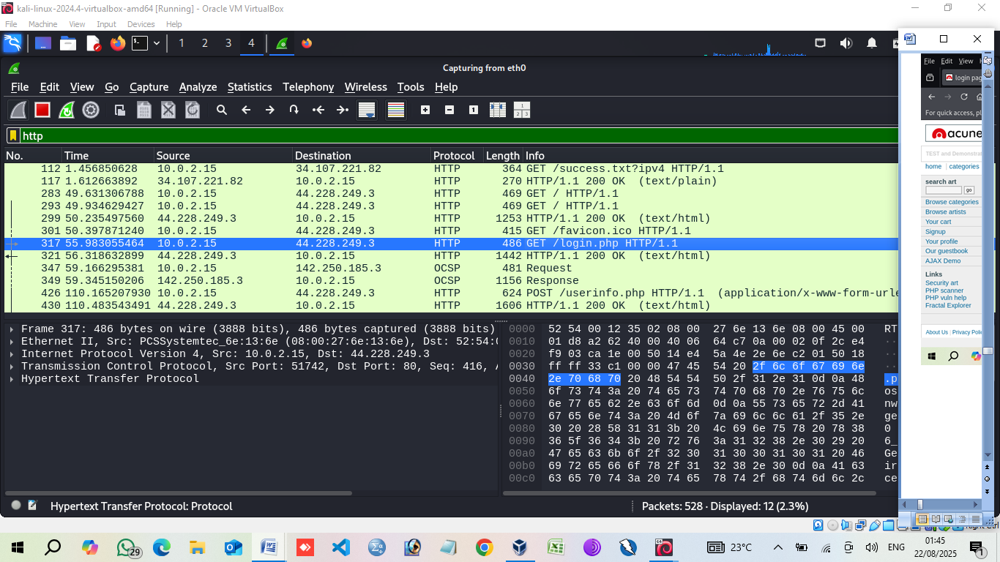 kali-linux-2024.4-virtualbox-amd64 [Running] - Oracle VM VirtualBox
File Machine View Input Devices Help
1 2 3 4
Capturing from eth0
File Edit View Go Capture Analyze Statistics Telephony Wireless Tools Help
http
No. Time Source Destination Protocol Length Info
112 1.456850628 10.0.2.15 34.107.221.82 HTTP 364 GET /success.txt?ipv4 HTTP/1.1
117 1.612663892 34.107.221.82 10.0.2.15 HTTP 270 HTTP/1.1 200 OK (text/plain)
283 49.631306788 10.0.2.15 44.228.249.3 HTTP 469 GET / HTTP/1.1
293 49.934629427 10.0.2.15 44.228.249.3 HTTP 469 GET / HTTP/1.1
299 50.235497560 44.228.249.3 10.0.2.15 HTTP 1253 HTTP/1.1 200 OK (text/html)
301 50.397871240 10.0.2.15 44.228.249.3 HTTP 415 GET /favicon.ico HTTP/1.1
317 55.983055464 10.0.2.15 44.228.249.3 HTTP 486 GET /login.php HTTP/1.1
321 56.318632899 44.228.249.3 10.0.2.15 HTTP 1442 HTTP/1.1 200 OK (text/html)
347 59.166295381 10.0.2.15 142.250.185.3 OCSP 481 Request
349 59.345150206 142.250.185.3 10.0.2.15 OCSP 1156 Response
426 110.165207930 10.0.2.15 44.228.249.3 HTTP 624 POST /userinfo.php HTTP/1.1 (application/x-www-form-urle
430 110.483543491 44.228.249.3 10.0.2.15 HTTP 1606 HTTP/1.1 200 OK (text/html)
Frame 317: 486 bytes on wire (3888 bits), 486 bytes captured (3888 bits)
Ethernet II, Src: PCSSystemtec_6e:13:6e (08:00:27:6e:13:6e), Dst: 52:54:0
Internet Protocol Version 4, Src: 10.0.2.15, Dst: 44.228.249.3
Transmission Control Protocol, Src Port: 51742, Dst Port: 80, Seq: 416, A
Hypertext Transfer Protocol
0000 52 54 00 12 35 02 08 00 27 6e 13 6e 08 00 45 00 RT
0010 01 d8 a2 62 40 00 40 06 64 c7 0a 00 02 0f 2c e4 ··
0020 f9 03 ca 1e 00 50 14 e4 5a 4e 2e 6e c2 01 50 18 ··
0030 ff ff 33 c1 00 00 47 45 54 20 2f 6c 6f 67 69 6e ··
0040 2e 70 68 70 20 48 54 54 50 2f 31 2e 31 0d 0a 48 .p
0050 6f 73 74 3a 20 74 65 73 74 70 68 70 2e 76 75 6c os
0060 6e 77 65 62 2e 63 6f 6d 0d 0a 55 73 65 72 2d 41 nw
0070 67 65 6e 74 3a 20 4d 6f 7a 69 6c 6c 61 2f 35 2e ge
0080 30 20 28 58 31 31 3b 20 4c 69 6e 75 78 20 78 38 0
0090 36 5f 36 34 3b 20 72 76 3a 31 32 38 2e 30 29 20 6_
00a0 47 65 63 6b 6f 2f 32 30 31 30 30 31 30 31 20 46 Ge
00b0 69 72 65 66 6f 78 2f 31 32 38 2e 30 0d 0a 41 63 ir
00c0 63 65 70 74 3a 20 74 65 78 74 2f 68 74 6d 6c 2c ce
Hypertext Transfer Protocol: Protocol
Packets: 528 · Displayed: 12 (2.3%)
File Edit View
login pag
For quick access, pl
acune
TEST and Demonstra
home categories
search art
go
Browse categories
Browse artists
Your cart
Signup
Your profile
Our guestbook
AJAX Demo
Links
Security art
PHP scanner
PHP vuln help
Fractal Explorer
About Us | Privacy Polic
29
64
23°C
ENG
01:45
22/08/2025
1